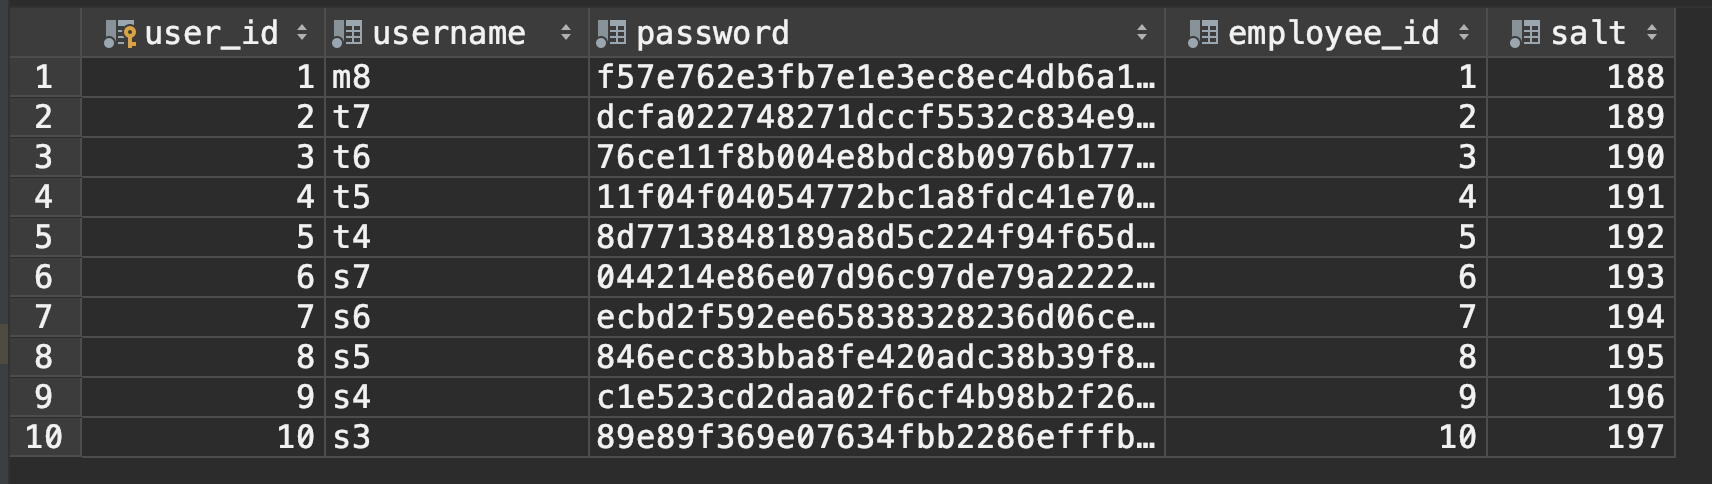 user_id username password employee_id salt
1 1 m8 f57e762e3fb7e1e3ec8ec4db6a1… 1 188
2 2 t7 dcfa022748271dccf5532c834e9… 2 189
3 3 t6 76ce11f8b004e8bdc8b0976b177… 3 190
4 4 t5 11f04f04054772bc1a8fdc41e70… 4 191
5 5 t4 8d7713848189a8d5c224f94f65d… 5 192
6 6 s7 044214e86e07d96c97de79a2222… 6 193
7 7 s6 ecbd2f592ee65838328236d06ce… 7 194
8 8 s5 846ecc83bba8fe420adc38b39f8… 8 195
9 9 s4 c1e523cd2daa02f6cf4b98b2f26… 9 196
10 10 s3 89e89f369e07634fbb2286efffb… 10 197